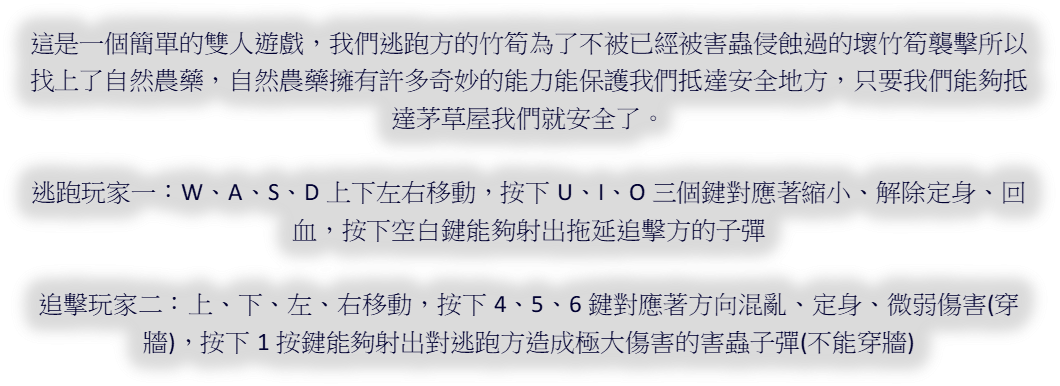 這是一個簡單的雙人遊戲，我們逃跑方的竹筍為了不被已經被害蟲侵蝕過的壞竹筍襲擊所以
找上了自然農藥，自然農藥擁有許多奇妙的能力能保護我們抵達安全地方，只要我們能夠抵
達茅草屋我們就安全了。
逃跑玩家一：W、A、S、D 上下左右移動，按下 U、I、O 三個鍵對應著縮小、解除定身、回
血，按下空白鍵能夠射出拖延追擊方的子彈
追擊玩家二：上、下、左、右移動，按下 4、5、6 鍵對應著方向混亂、定身、微弱傷害(穿
牆)，按下 1 按鍵能夠射出對逃跑方造成極大傷害的害蟲子彈(不能穿牆)